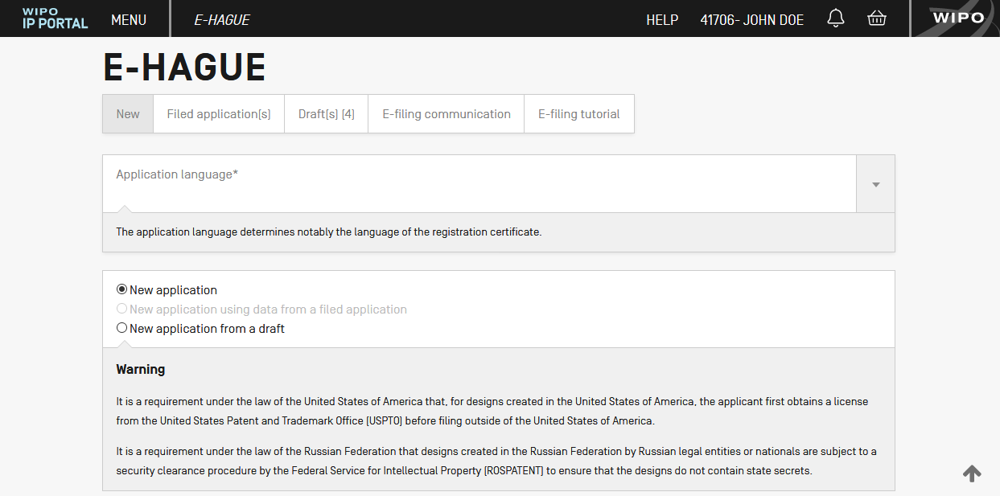 WIPO
IP PORTAL
MENU
E-HAGUE
HELP
41706- JOHN DOE
WIPO
E-HAGUE
New
Filed application(s)
Draft(s) (4)
E-filing communication
E-filing tutorial
Application language*
The application language determines notably the language of the registration certificate.
New application
New application using data from a filed application
New application from a draft
Warning
It is a requirement under the law of the United States of America that, for designs created in the United States of America, the applicant first obtains a license
from the United States Patent and Trademark Office (USPTO) before filing outside of the United States of America.
It is a requirement under the law of the Russian Federation that designs created in the Russian Federation by Russian legal entities or nationals are subject to a
security clearance procedure by the Federal Service for Intellectual Property (ROSPATENT) to ensure that the designs do not contain state secrets.